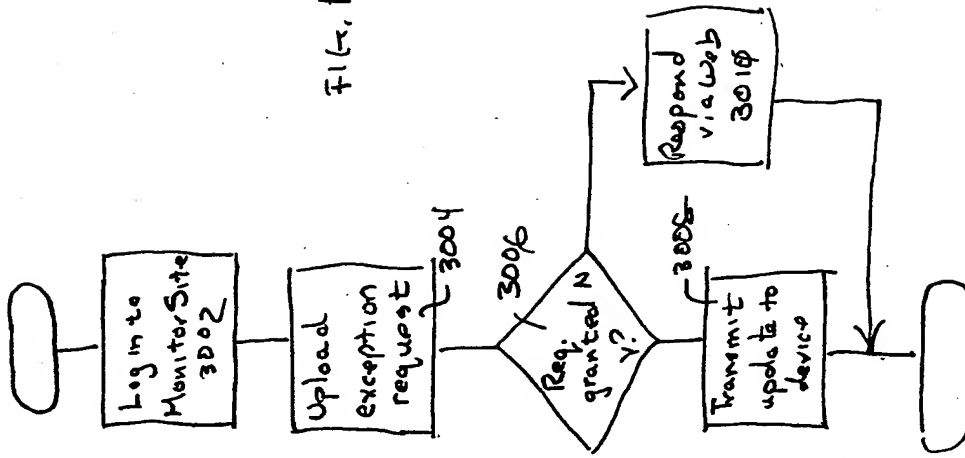 Log in to
Monitor Site
3002
Upload
exception
request
3004
3006
Req.
granted N
Y?
Respond
via Web
3010
3008
Transmit
update to
device